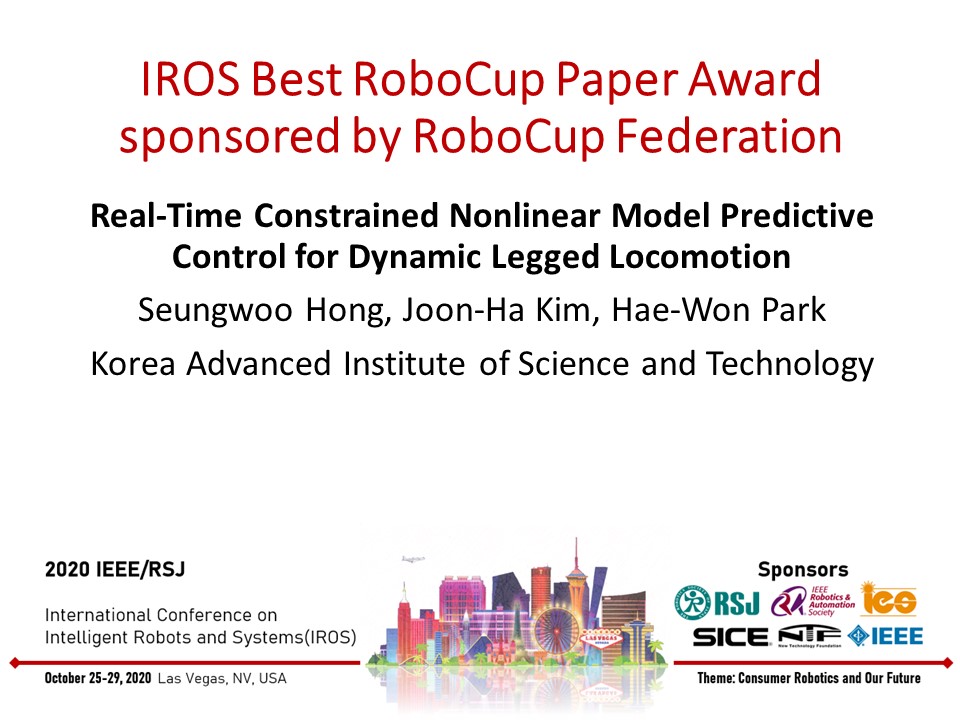 IROS Best RoboCup Paper Award
sponsored by RoboCup Federation
Real-Time Constrained Nonlinear Model Predictive
Control for Dynamic Legged Locomotion
Seungwoo Hong, Joon-Ha Kim, Hae-Won Park
Korea Advanced Institute of Science and Technology
2020 IEEE/RSJ
International Conference on
Intelligent Robots and Systems(IROS)
October 25-29, 2020 Las Vegas, NV, USA
LAS VEGAS
Sponsors
RSJ
IEEE
Robotics &
Automation
Society
ies
SICE
NTF
New Technology Foundation
IEEE
Theme: Consumer Robotics and Our Future